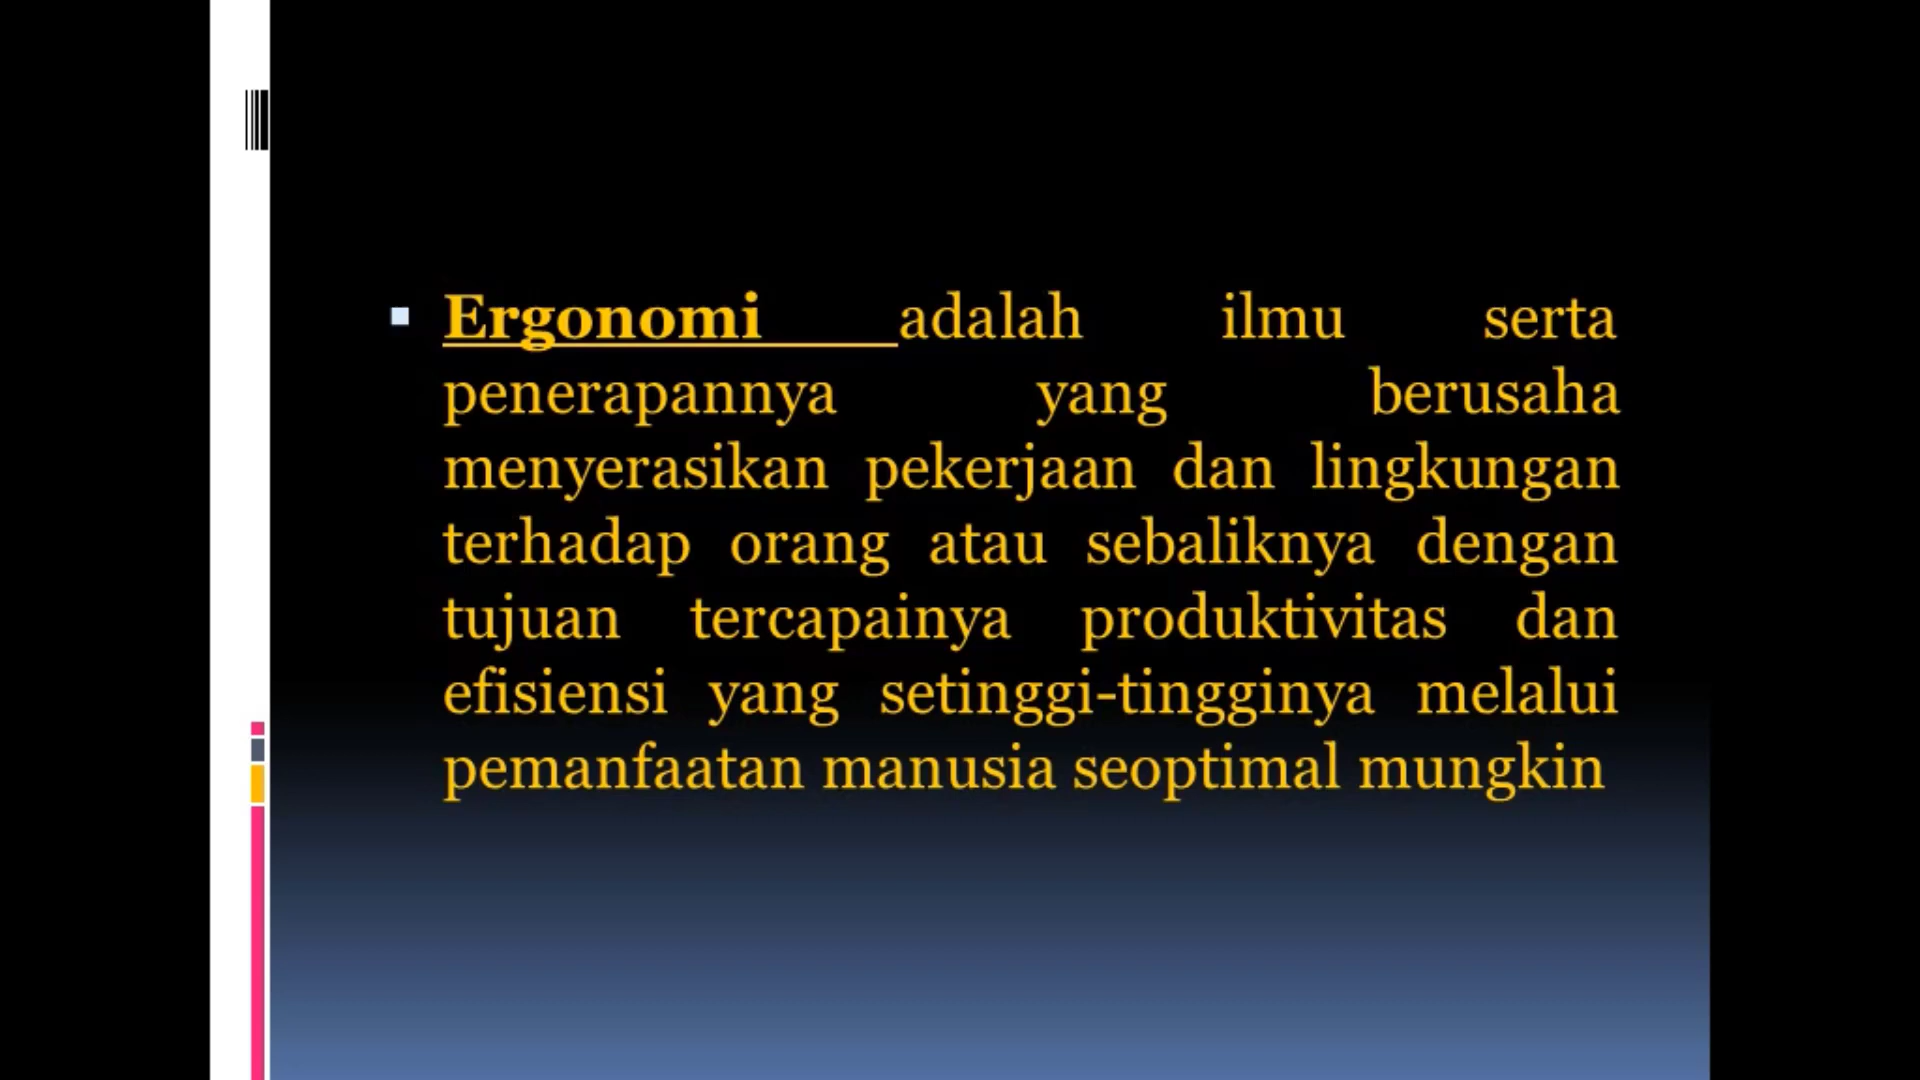 Ergonomi adalah ilmu serta
penerapannya yang berusaha
menyerasikan pekerjaan dan lingkungan
terhadap orang atau sebaliknya dengan
tujuan tercapainya produktivitas dan
efisiensi yang setinggi-tingginya melalui
pemanfaatan manusia seoptimal mungkin